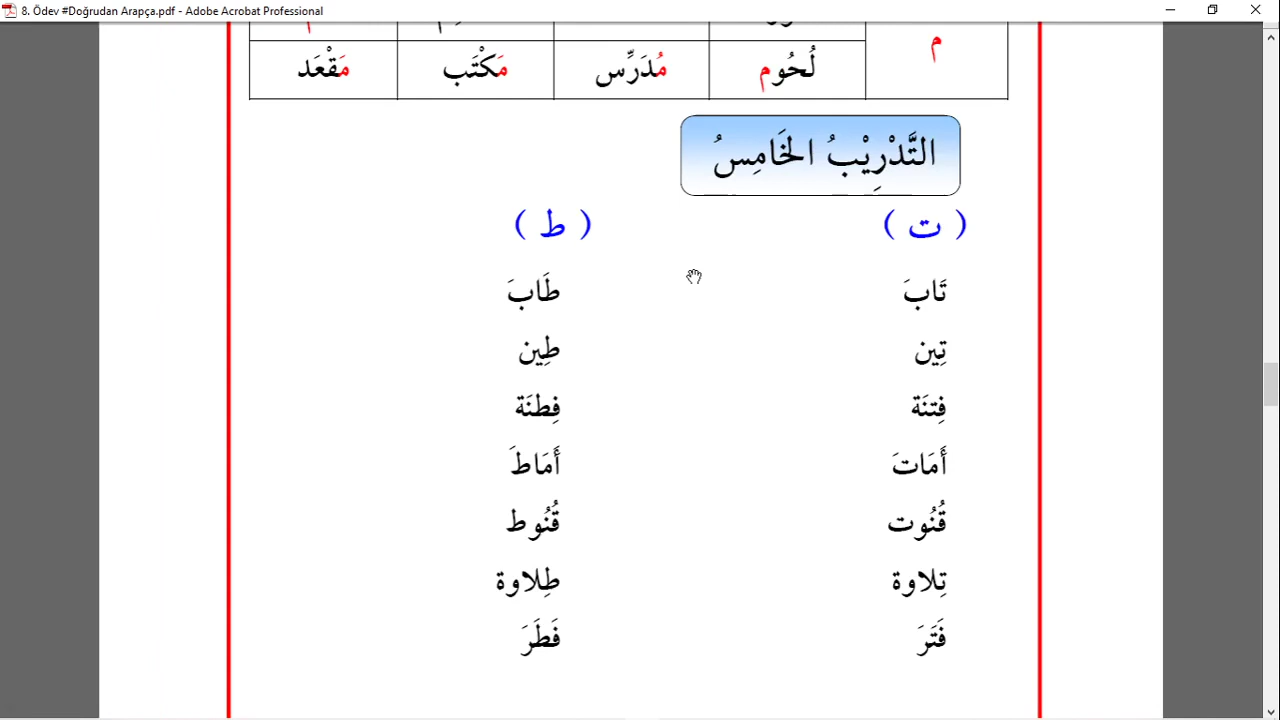 8. Ödev #Doğrudan Arapça.pdf - Adobe Acrobat Professional
م
لُحُوم مُدَرِّس مَكْتَب مَقْعَد
التَّدْرِيْبُ الخَامِسُ
( ت ) ( ط )
تَابَ طَابَ
تِين طِين
فِتنَة فِطنَة
أَمَاتَ أَمَاطَ
قُنُوت قُنُوط
تِلاوة طِلاوة
فَتَرَ فَطَرَ